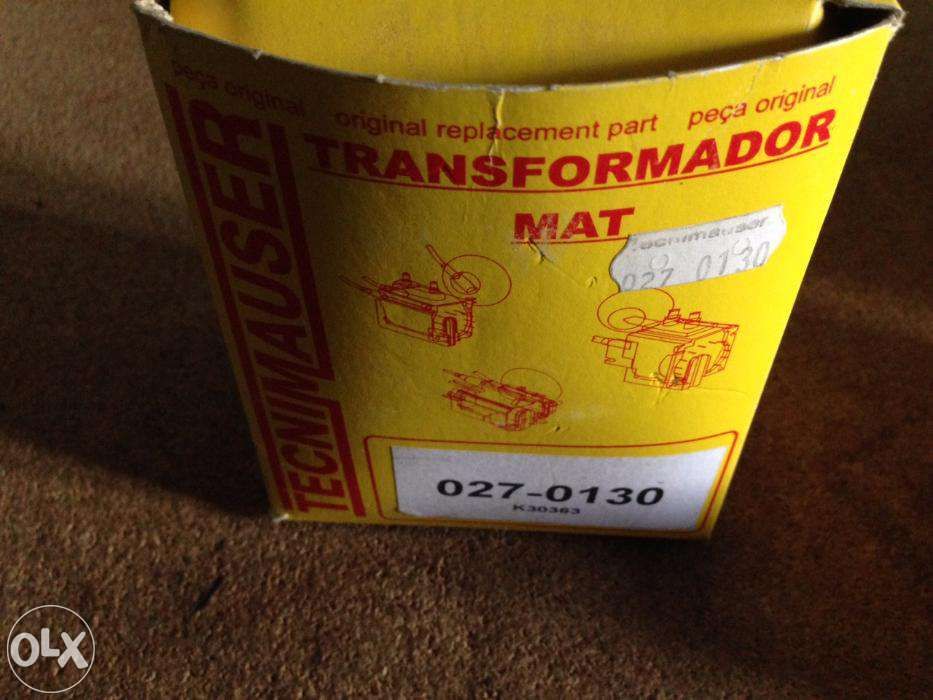 peça original original replacement part peça original
TRANSFORMADOR
MAT
Tecnimauser
027 0130
TECNIMAUSER
027-0130
K30363
OLX